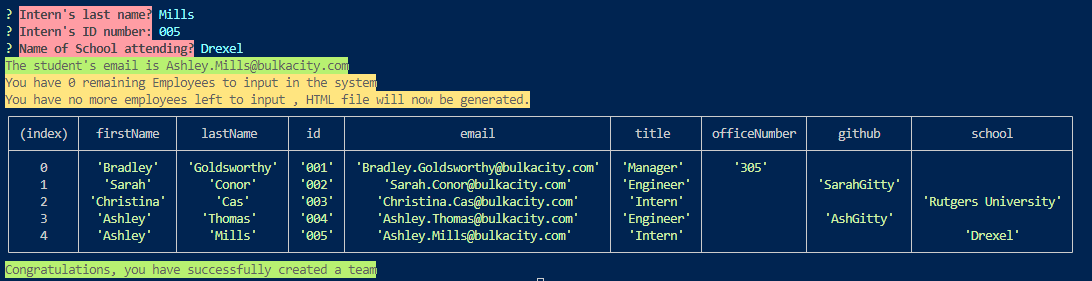 ? Intern's last name? Mills
? Intern's ID number: 005
? Name of School attending? Drexel
The student's email is Ashley.Mills@bulkacity.com
You have 0 remaining Employees to input in the system
You have no more employees left to input , HTML file will now be generated.
(index) firstName lastName id email title officeNumber github school
0 'Bradley' 'Goldsworthy' '001' 'Bradley.Goldsworthy@bulkacity.com' 'Manager' '305'
1 'Sarah' 'Conor' '002' 'Sarah.Conor@bulkacity.com' 'Engineer' 'SarahGitty'
2 'Christina' 'Cas' '003' 'Christina.Cas@bulkacity.com' 'Intern' 'Rutgers University'
3 'Ashley' 'Thomas' '004' 'Ashley.Thomas@bulkacity.com' 'Engineer' 'AshGitty'
4 'Ashley' 'Mills' '005' 'Ashley.Mills@bulkacity.com' 'Intern' 'Drexel'
Congratulations, you have successfully created a team